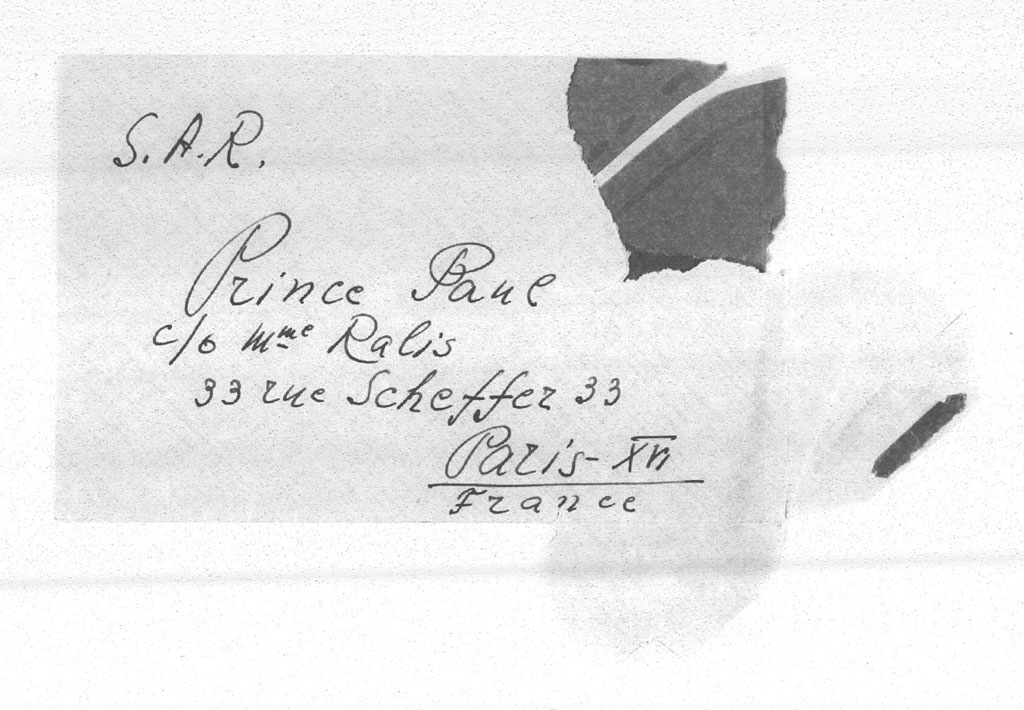 S. A. R.
Prince Paul
c/o Mme Ralis
33 rue Scheffer 33
Paris - XVI
France